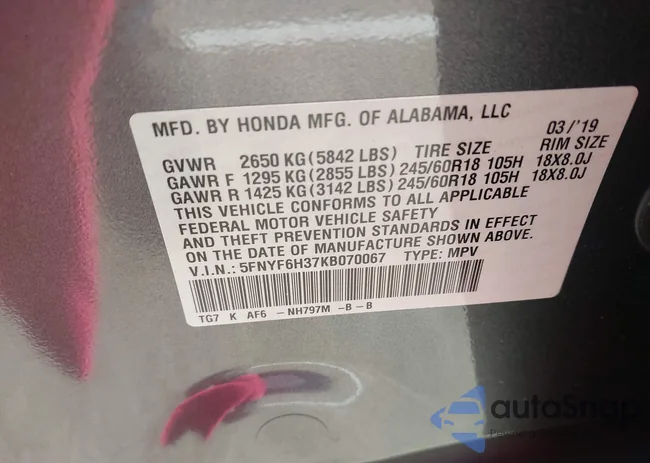 MFD. BY HONDA MFG. OF ALABAMA, LLC 03/'19
GVWR 2650 KG (5842 LBS) TIRE SIZE RIM SIZE
GAWR F 1295 KG (2855 LBS) 245/60R18 105H 18X8.0J
GAWR R 1425 KG (3142 LBS) 245/60R18 105H 18X8.0J
THIS VEHICLE CONFORMS TO ALL APPLICABLE
FEDERAL MOTOR VEHICLE SAFETY
AND THEFT PREVENTION STANDARDS IN EFFECT
ON THE DATE OF MANUFACTURE SHOWN ABOVE.
V.I.N.: 5FNYF6H37KB070067 TYPE: MPV
TG7 K AF6 -NH797M -B -B
autoSnap